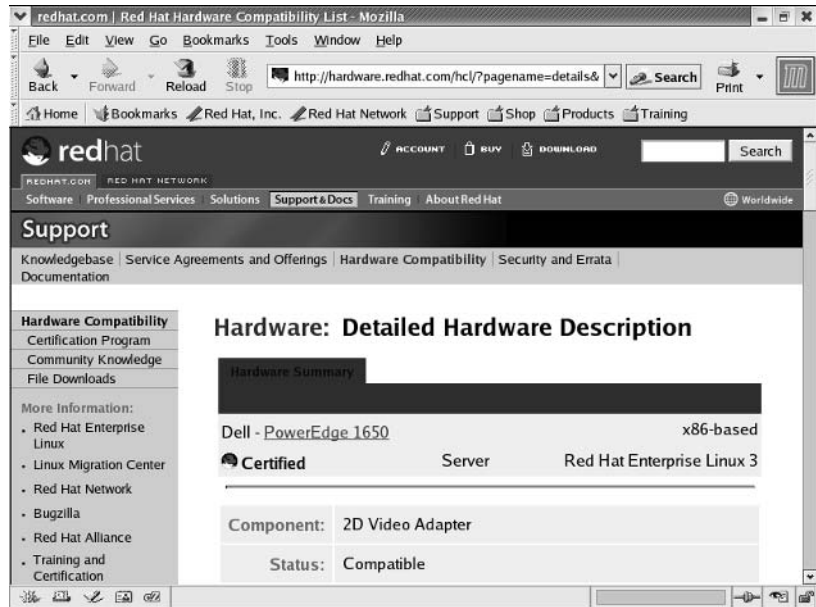 redhat.com | Red Hat Hardware Compatibility List - Mozilla
File Edit View Go Bookmarks Tools Window Help
Back Forward Reload Stop http://hardware.redhat.com/hcl/?pagename=details& Search Print
Home Bookmarks Red Hat, Inc. Red Hat Network Support Shop Products Training
redhat ACCOUNT BUY DOWNLOAD Search
REDHAT.COM RED HAT NETWORK
Software Professional Services Solutions Support & Docs Training About Red Hat Worldwide
Support
Knowledgebase | Service Agreements and Offerings | Hardware Compatibility | Security and Errata |
Documentation
Hardware Compatibility
Certification Program
Community Knowledge
File Downloads
More Information:
• Red Hat Enterprise
Linux
• Linux Migration Center
• Red Hat Network
• Bugzilla
• Red Hat Alliance
• Training and
Certification
Hardware: Detailed Hardware Description
Hardware Summary
Dell - PowerEdge 1650 x86-based
Certified Server Red Hat Enterprise Linux 3
Component: 2D Video Adapter
Status: Compatible